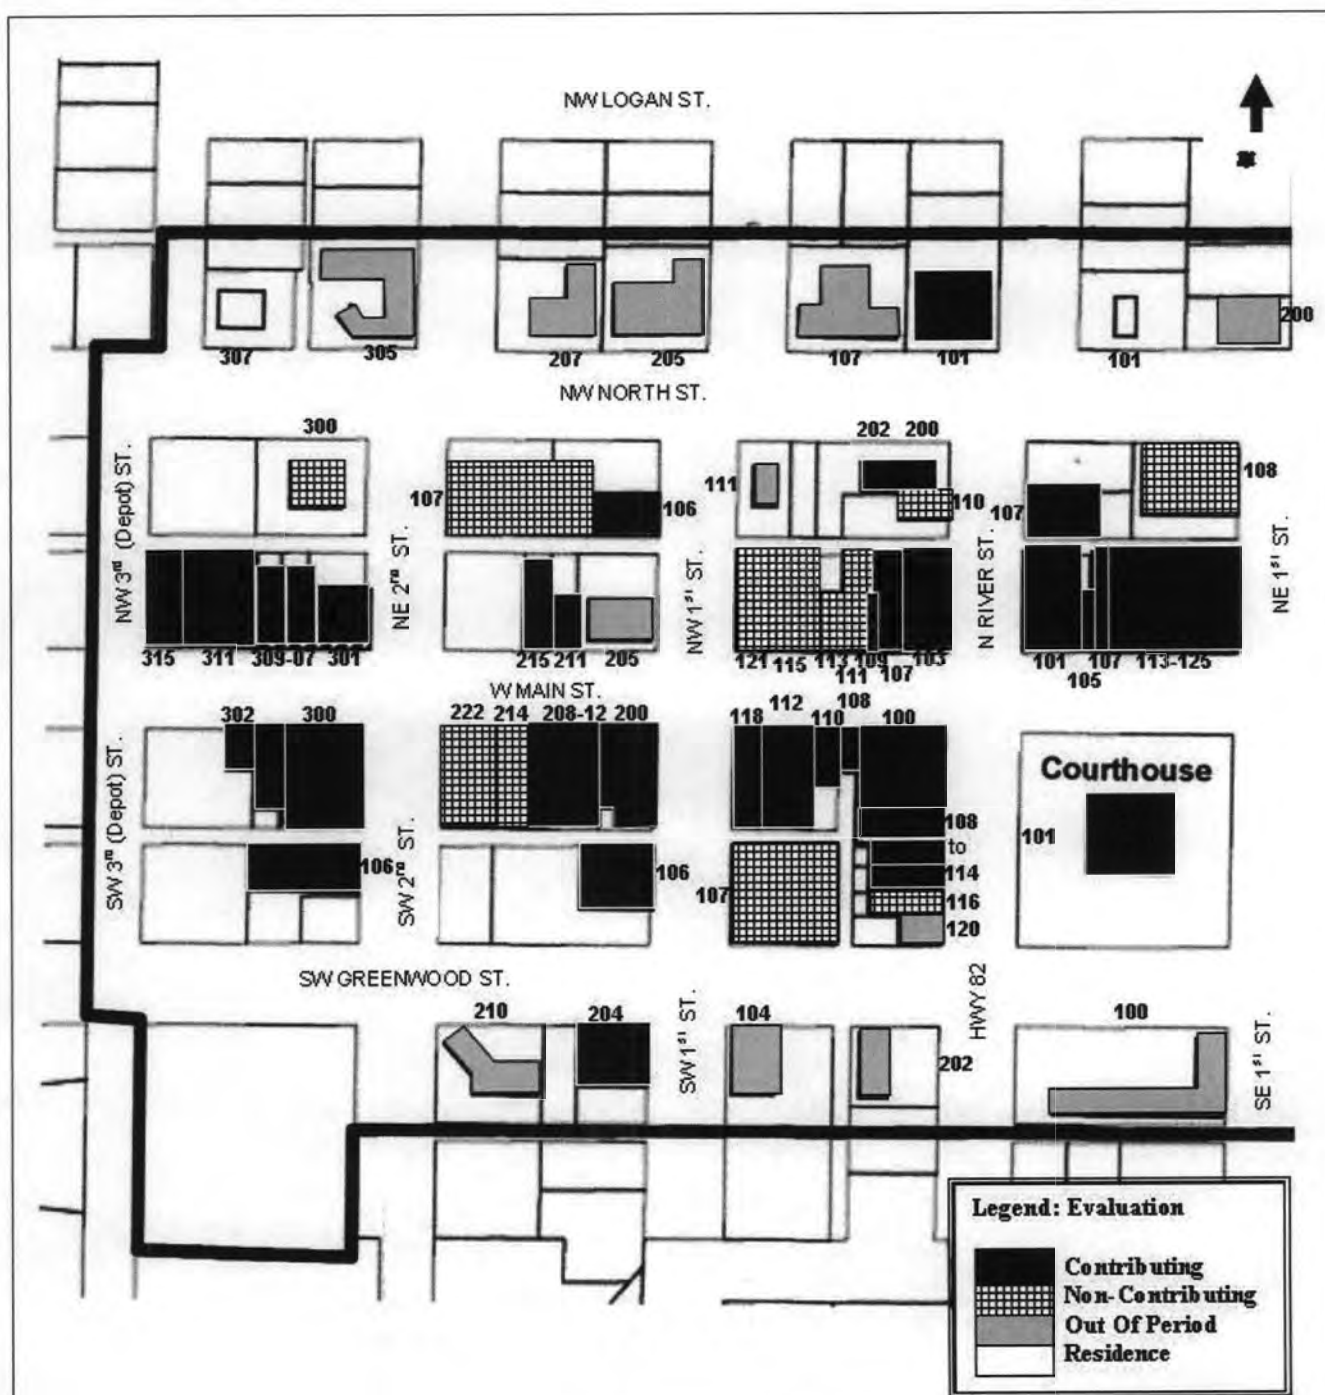 NW LOGAN ST.
200
307
305
207
205
107
101
101
NW NORTH ST.
300
202 200
107
106
111
110
107
108
NW 3rd (Depot) ST.
NE 2nd ST.
NW 1st ST.
N RIVER ST.
NE 1st ST.
315
311
309-07
301
215
211
205
121
115
113
111
109
107
103
101
105
107
113-125
W MAIN ST.
302
300
222
214
208-12
200
118
112
110
108
100
Courthouse
101
SW 3rd (Depot) ST.
106
SW 2nd ST.
106
107
108
to
114
116
120
SW GREENWOOD ST.
HWY 82
210
204
SW 1st ST.
104
202
100
SE 1st ST.
Legend: Evaluation
Contributing
Non-Contributing
Out Of Period
Residence